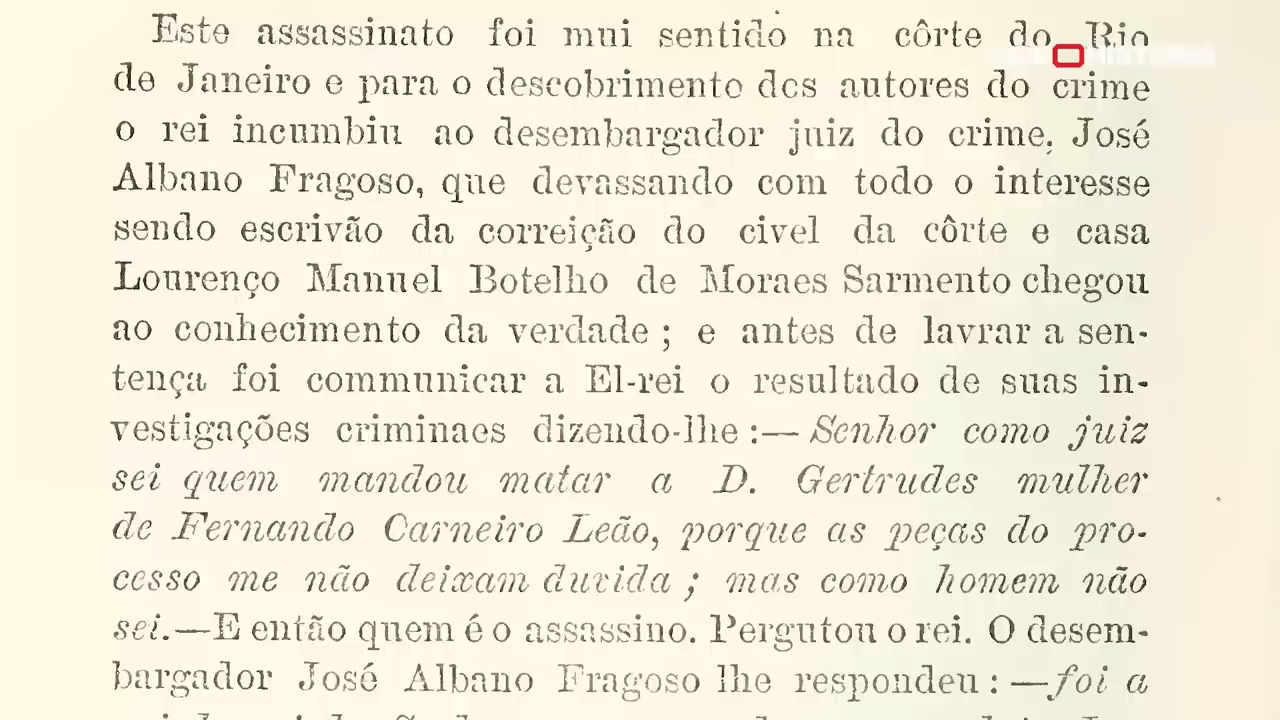 Este assassinato foi mui sentido na côrte do Rio
de Janeiro e para o descobrimento dos autores do crime
o rei incumbiu ao desembargador juiz do crime, José
Albano Fragoso, que devassando com todo o interesse
sendo escrivão da correição do civel da côrte e casa
Lourenço Manuel Botelho de Moraes Sarmento chegou
ao conhecimento da verdade ; e antes de lavrar a sen-
tença foi communicar a El-rei o resultado de suas in-
vestigações criminaes dizendo-lhe :— Senhor como juiz
sei quem mandou matar a D. Gertrudes mulher
de Fernando Carneiro Leão, porque as peças do pro-
cesso me não deixam duvida ; mas como homem não
sei.—E então quem é o assassino. Pergutou o rei. O desem-
bargador José Albano Fragoso lhe respondeu : —foi a